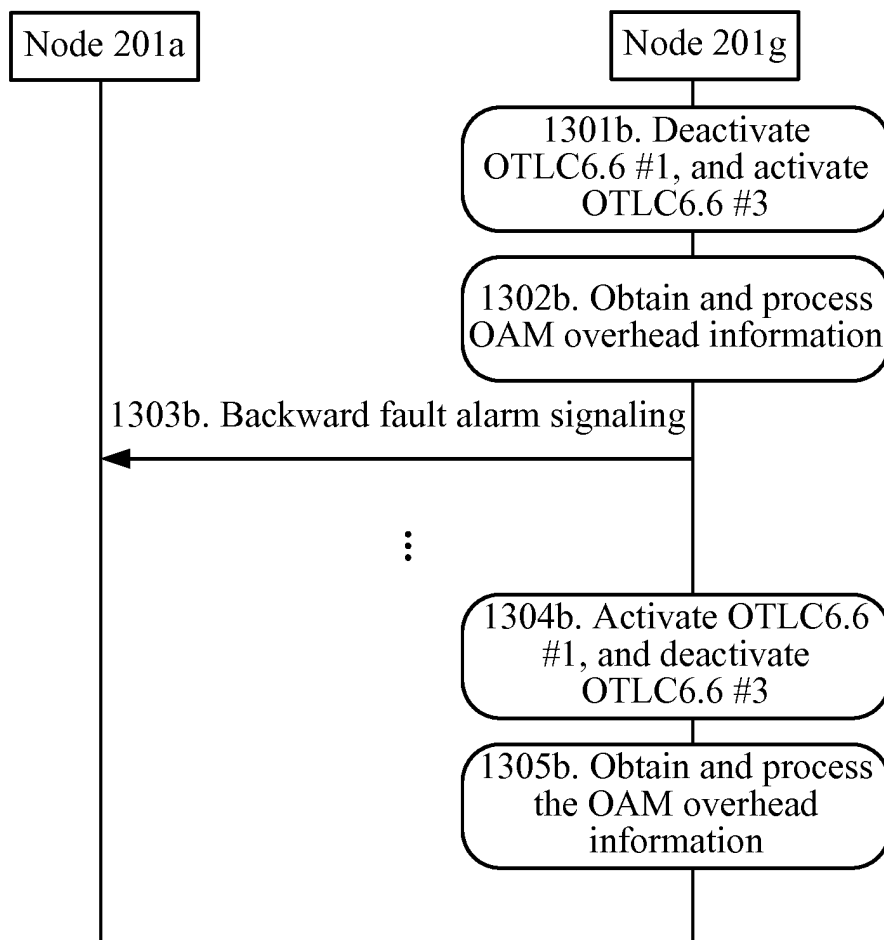 Node 201a
Node 201g
1301b. Deactivate
OTLC6.6 #1, and activate
OTLC6.6 #3
1302b. Obtain and process
OAM overhead information
1303b. Backward fault alarm signaling
1304b. Activate OTLC6.6
#1, and deactivate
OTLC6.6 #3
1305b. Obtain and process
the OAM overhead
information